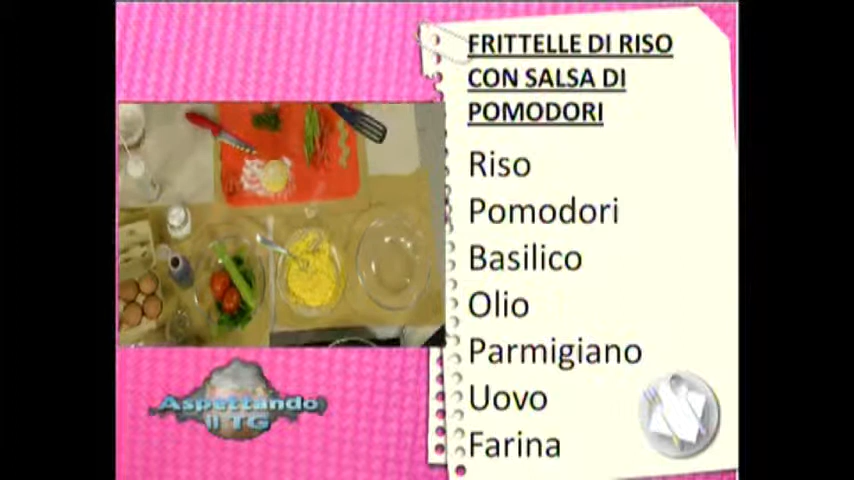 FRITTELLE DI RISO
CON SALSA DI
POMODORI
Riso
Pomodori
Basilico
Olio
Parmigiano
Uovo
Farina
Aspettando
il TG